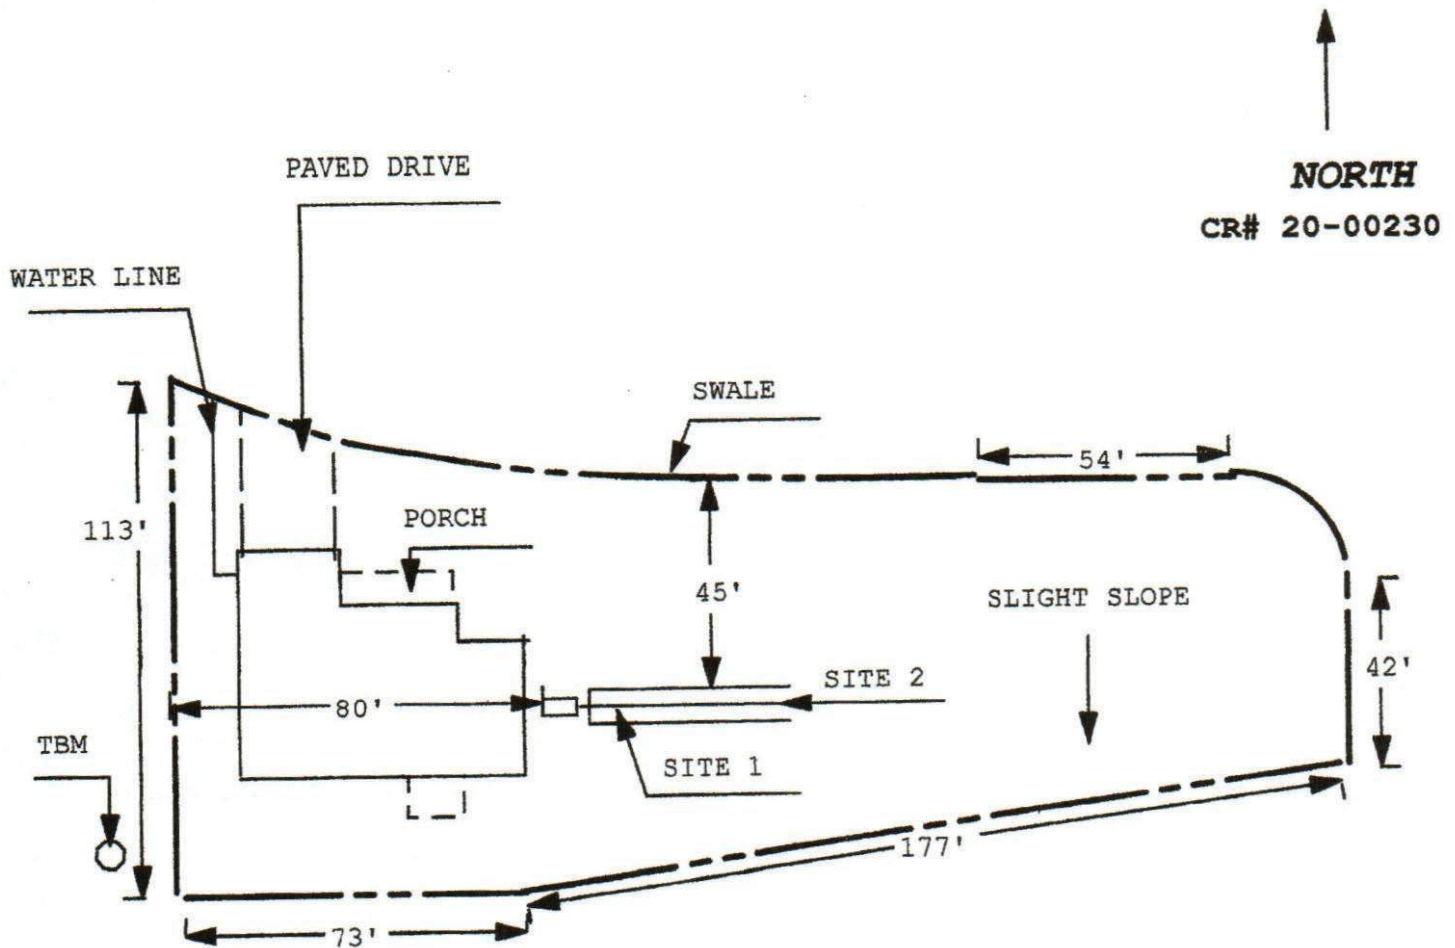 PAVED DRIVE
NORTH
CR# 20-00230
WATER LINE
SWALE
54'
113'
PORCH
45'
SLIGHT SLOPE
42'
SITE 2
80'
TBM
SITE 1
177'
73'